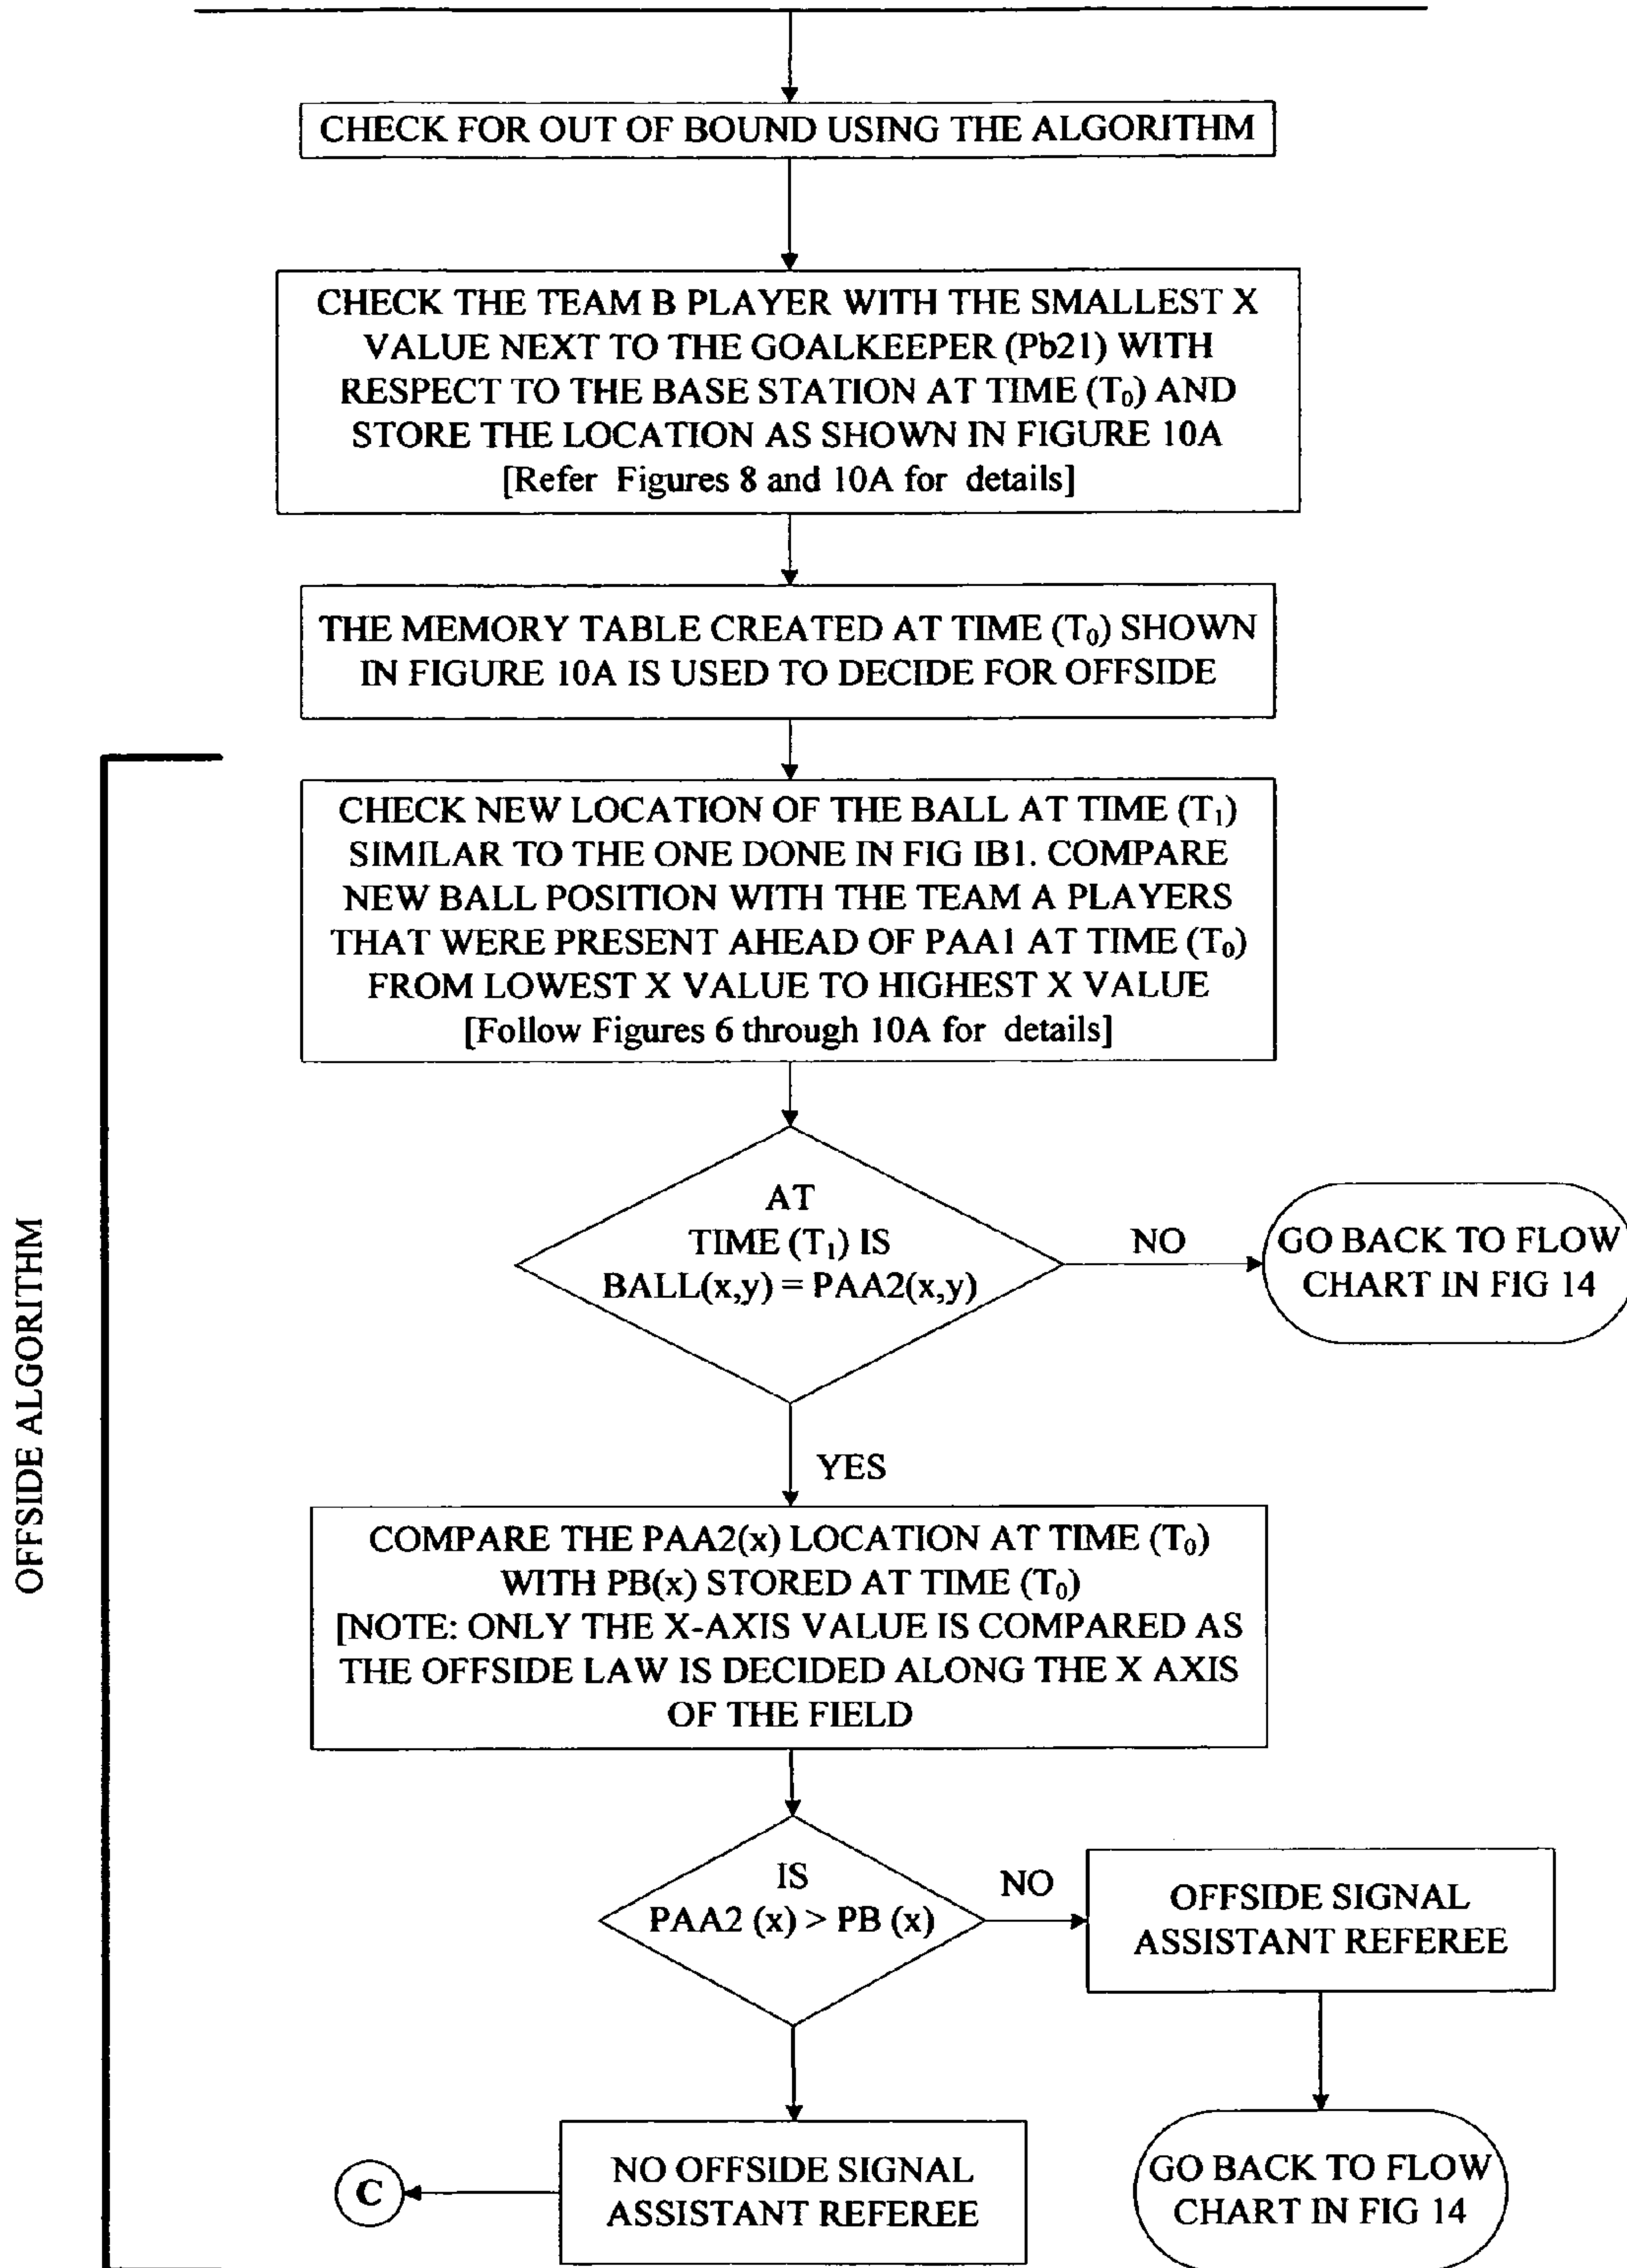 CHECK FOR OUT OF BOUND USING THE ALGORITHM
CHECK THE TEAM B PLAYER WITH THE SMALLEST X
VALUE NEXT TO THE GOALKEEPER (Pb21) WITH
RESPECT TO THE BASE STATION AT TIME (T₀) AND
STORE THE LOCATION AS SHOWN IN FIGURE 10A
[Refer Figures 8 and 10A for details]
THE MEMORY TABLE CREATED AT TIME (T₀) SHOWN
IN FIGURE 10A IS USED TO DECIDE FOR OFFSIDE
OFFSIDE ALGORITHM
CHECK NEW LOCATION OF THE BALL AT TIME (T₁)
SIMILAR TO THE ONE DONE IN FIG IB1. COMPARE
NEW BALL POSITION WITH THE TEAM A PLAYERS
THAT WERE PRESENT AHEAD OF PAA1 AT TIME (T₀)
FROM LOWEST X VALUE TO HIGHEST X VALUE
[Follow Figures 6 through 10A for details]
AT
TIME (T₁) IS
BALL(x,y) = PAA2(x,y)
NO
GO BACK TO FLOW
CHART IN FIG 14
YES
COMPARE THE PAA2(x) LOCATION AT TIME (T₀)
WITH PB(x) STORED AT TIME (T₀)
[NOTE: ONLY THE X-AXIS VALUE IS COMPARED AS
THE OFFSIDE LAW IS DECIDED ALONG THE X AXIS
OF THE FIELD
IS
PAA2 (x) > PB (x)
NO
OFFSIDE SIGNAL
ASSISTANT REFEREE
NO OFFSIDE SIGNAL
ASSISTANT REFEREE
C
GO BACK TO FLOW
CHART IN FIG 14